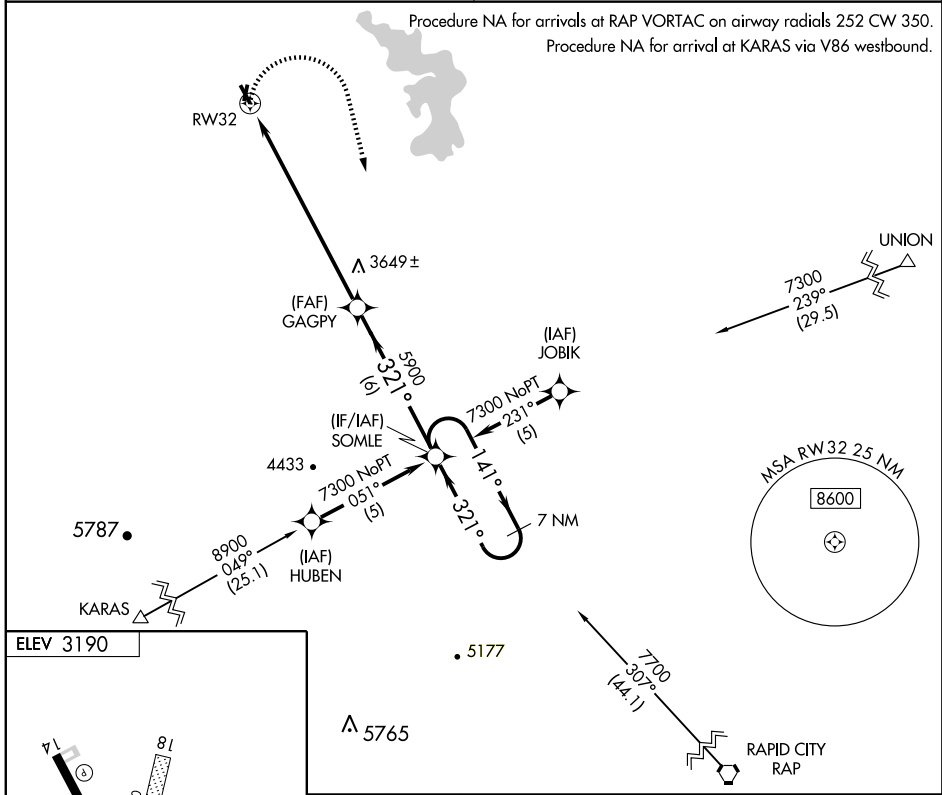 Procedure NA for arrivals at RAP VORTAC on airway radials 252 CW 350.
Procedure NA for arrival at KARAS via V86 westbound.
RW32
UNION
7300
239°
(29.5)
3649±
(FAF)
GAGPY
5900
321°
(6)
(IAF)
JOBIK
7300 NoPT
231°
(5)
(IF/IAF)
SOMLE
4433
7300 NoPT
051°
(5)
141°
321°
7 NM
MSA RW32 25 NM
8600
5787
8900
049°
(25.1)
(IAF)
HUBEN
KARAS
ELEV 3190
5177
7700
307°
(44.1)
5765
RAPID CITY
RAP
14
18
P